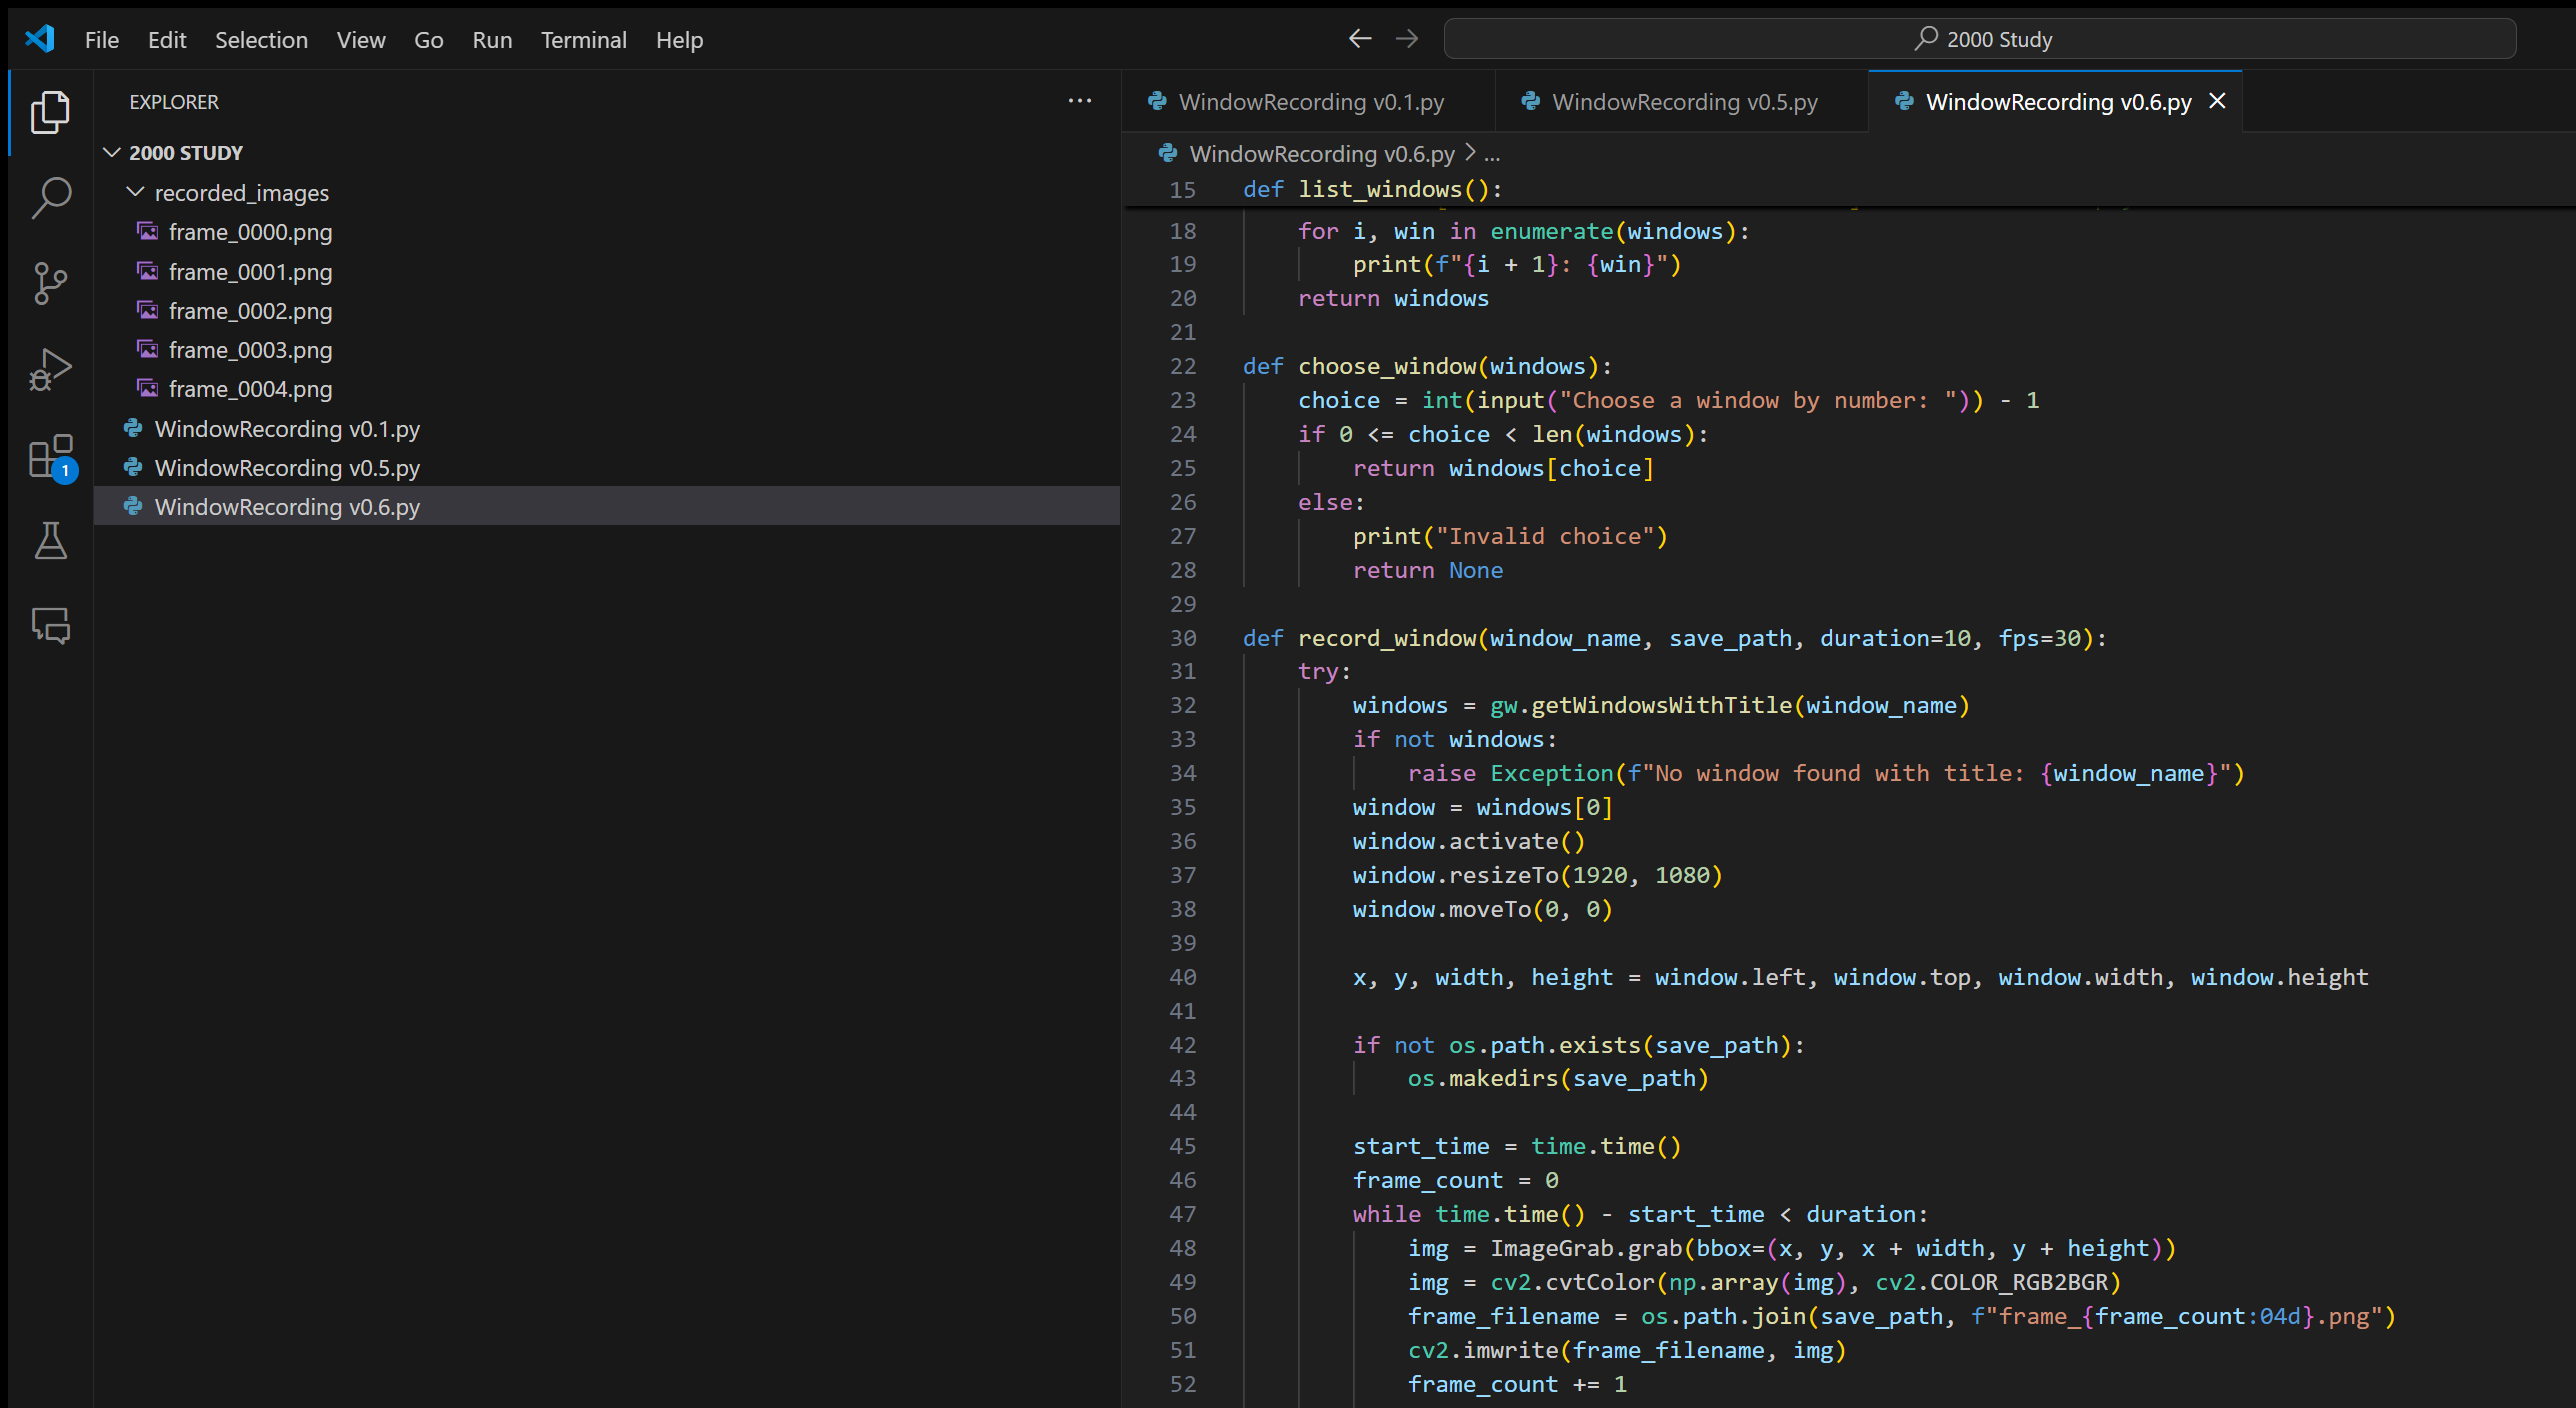 File Edit Selection View Go Run Terminal Help
2000 Study
EXPLORER
2000 STUDY
recorded_images
frame_0000.png
frame_0001.png
frame_0002.png
frame_0003.png
frame_0004.png
WindowRecording v0.1.py
WindowRecording v0.5.py
WindowRecording v0.6.py
1
WindowRecording v0.1.py WindowRecording v0.5.py WindowRecording v0.6.py
WindowRecording v0.6.py > ...
15 def list_windows():
18     for i, win in enumerate(windows):
19         print(f"{i + 1}: {win}")
20     return windows
21
22 def choose_window(windows):
23     choice = int(input("Choose a window by number: ")) - 1
24     if 0 <= choice < len(windows):
25         return windows[choice]
26     else:
27         print("Invalid choice")
28         return None
29
30 def record_window(window_name, save_path, duration=10, fps=30):
31     try:
32         windows = gw.getWindowsWithTitle(window_name)
33         if not windows:
34             raise Exception(f"No window found with title: {window_name}")
35         window = windows[0]
36         window.activate()
37         window.resizeTo(1920, 1080)
38         window.moveTo(0, 0)
39
40         x, y, width, height = window.left, window.top, window.width, window.height
41
42         if not os.path.exists(save_path):
43             os.makedirs(save_path)
44
45         start_time = time.time()
46         frame_count = 0
47         while time.time() - start_time < duration:
48             img = ImageGrab.grab(bbox=(x, y, x + width, y + height))
49             img = cv2.cvtColor(np.array(img), cv2.COLOR_RGB2BGR)
50             frame_filename = os.path.join(save_path, f"frame_{frame_count:04d}.png")
51             cv2.imwrite(frame_filename, img)
52             frame_count += 1